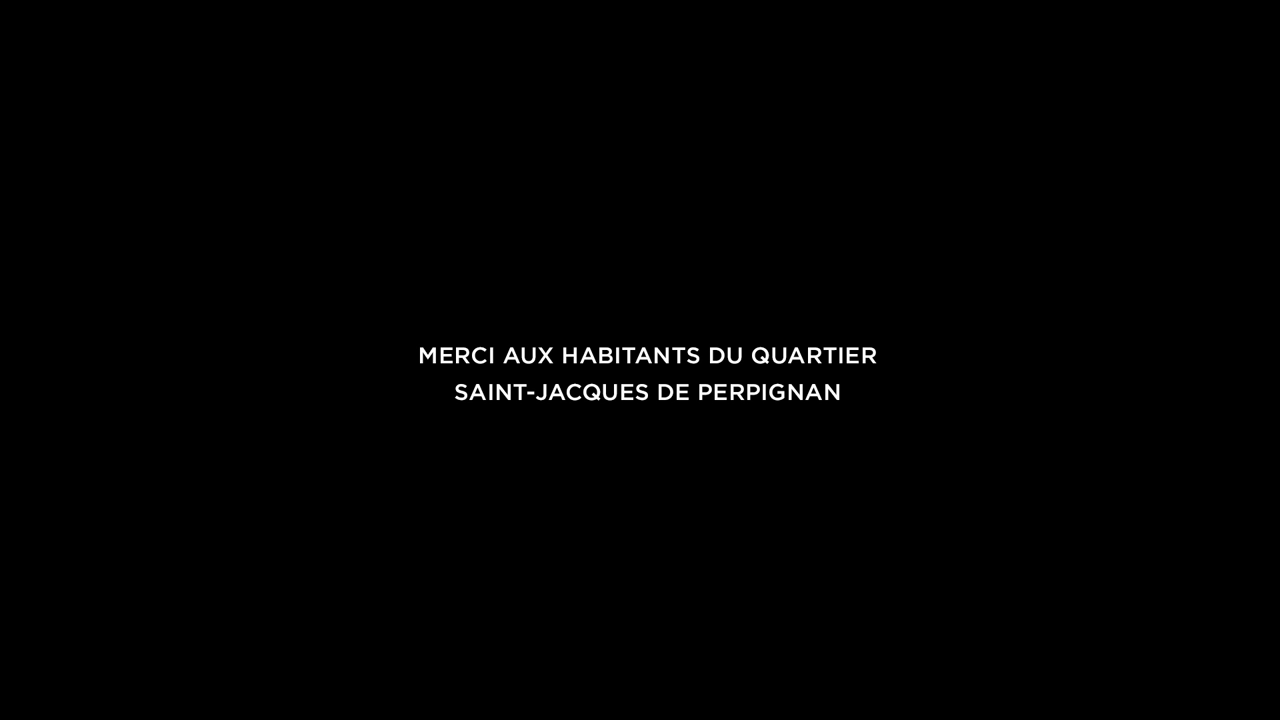 MERCI AUX HABITANTS DU QUARTIER
SAINT-JACQUES DE PERPIGNAN